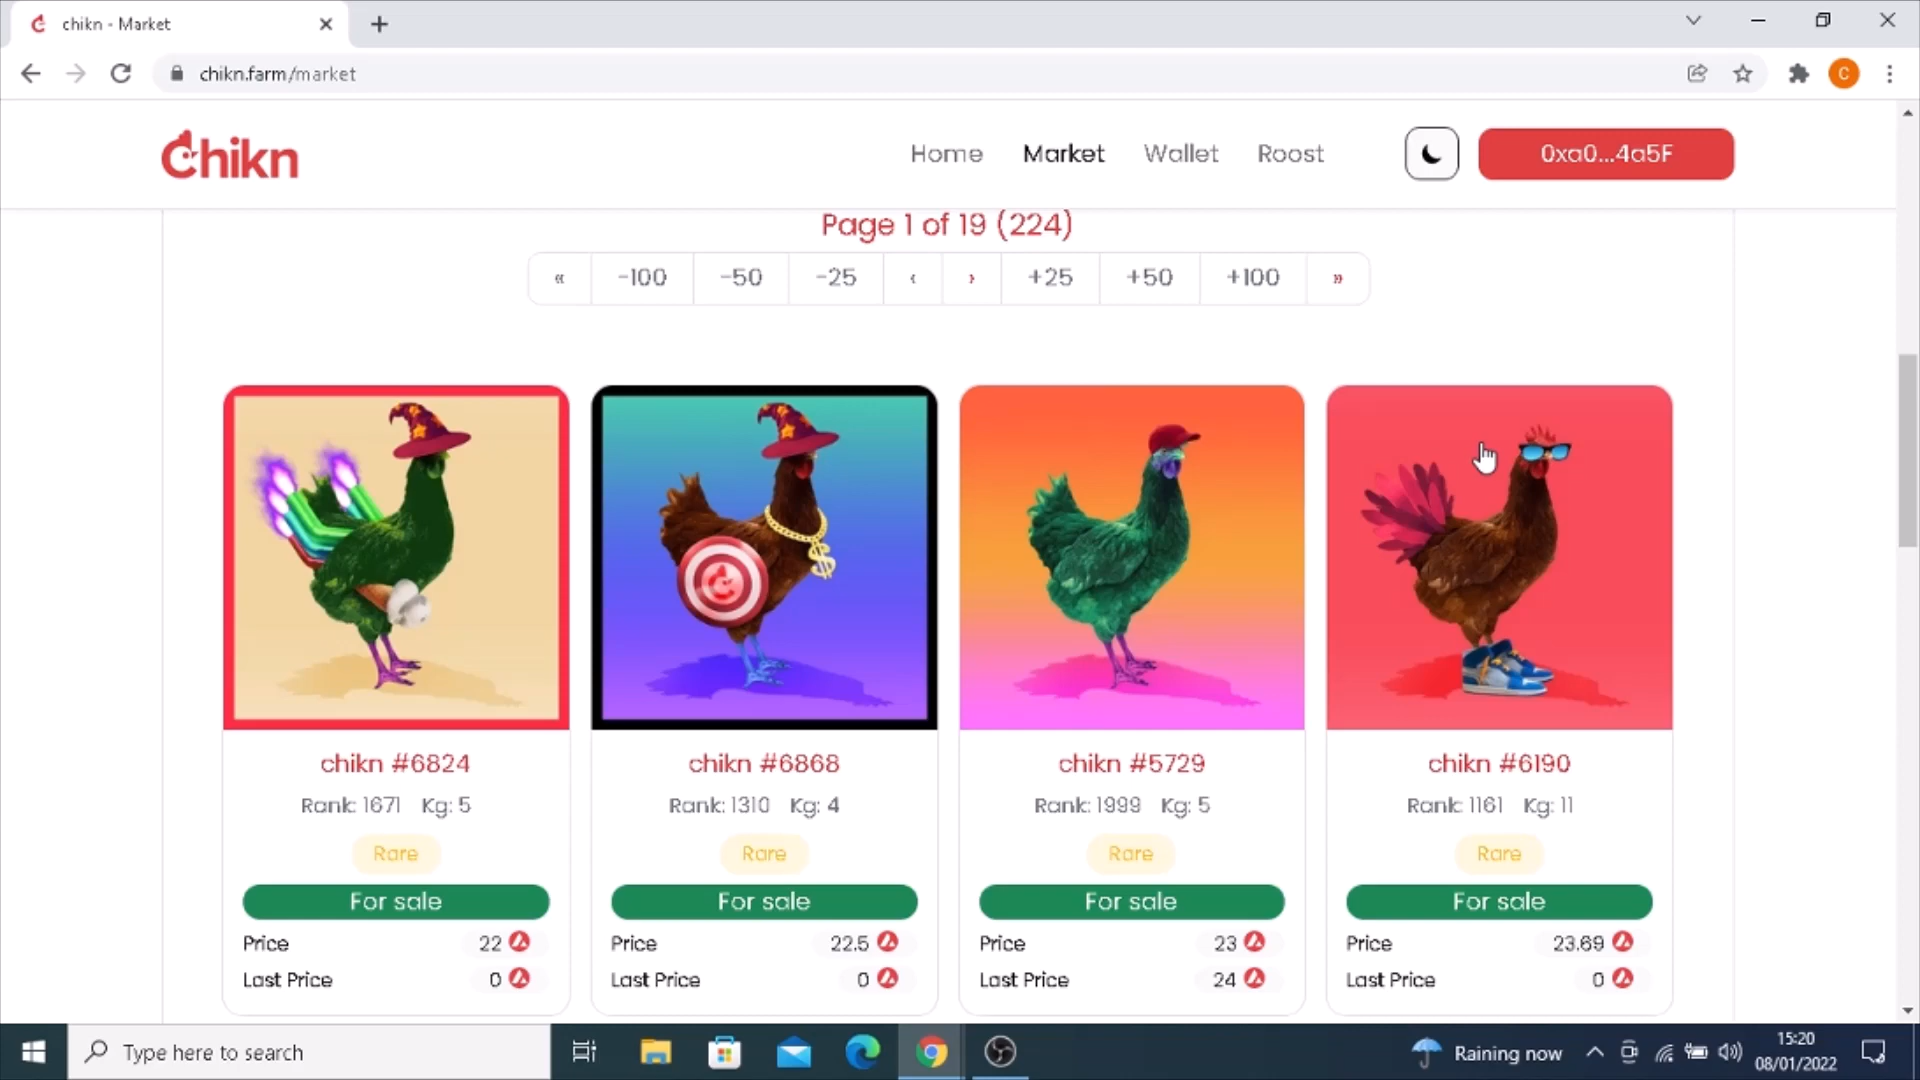 chikn - Market
chikn.farm/market
C
Chikn
Home Market Wallet Roost
0xa0...4a5F
Page 1 of 19 (224)
« -100 -50 -25 ‹ › +25 +50 +100 »
chikn #6824
Rank: 1671 Kg: 5
Rare
For sale
Price 22
Last Price 0
chikn #6868
Rank: 1310 Kg: 4
Rare
For sale
Price 22.5
Last Price 0
chikn #5729
Rank: 1999 Kg: 5
Rare
For sale
Price 23
Last Price 24
chikn #6190
Rank: 1161 Kg: 11
Rare
For sale
Price 23.69
Last Price 0
Type here to search
Raining now
15:20
08/01/2022